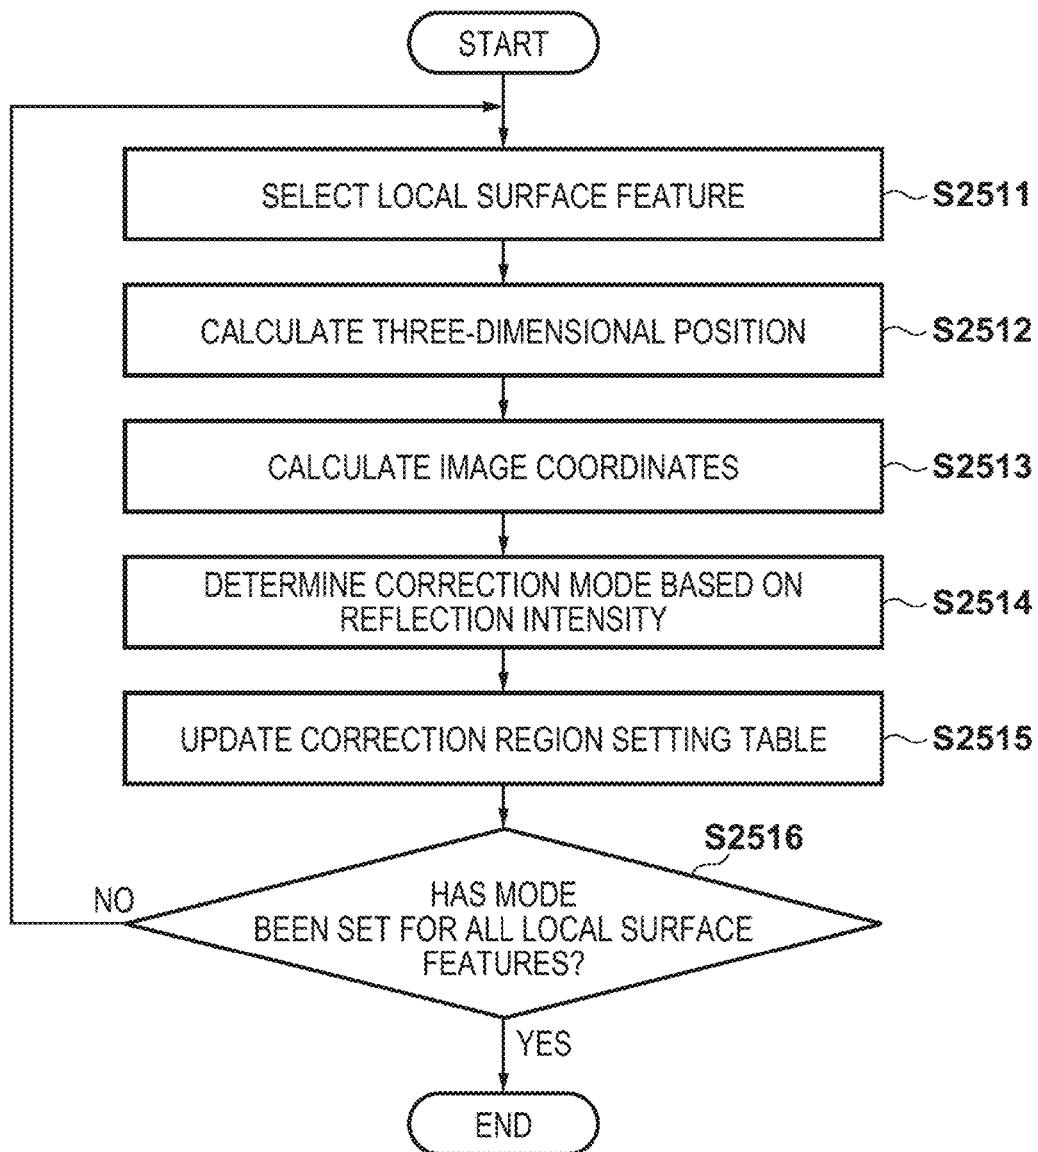 START
SELECT LOCAL SURFACE FEATURE
S2511
CALCULATE THREE-DIMENSIONAL POSITION
S2512
CALCULATE IMAGE COORDINATES
S2513
DETERMINE CORRECTION MODE BASED ON
REFLECTION INTENSITY
S2514
UPDATE CORRECTION REGION SETTING TABLE
S2515
S2516
NO
HAS MODE
BEEN SET FOR ALL LOCAL SURFACE
FEATURES?
YES
END